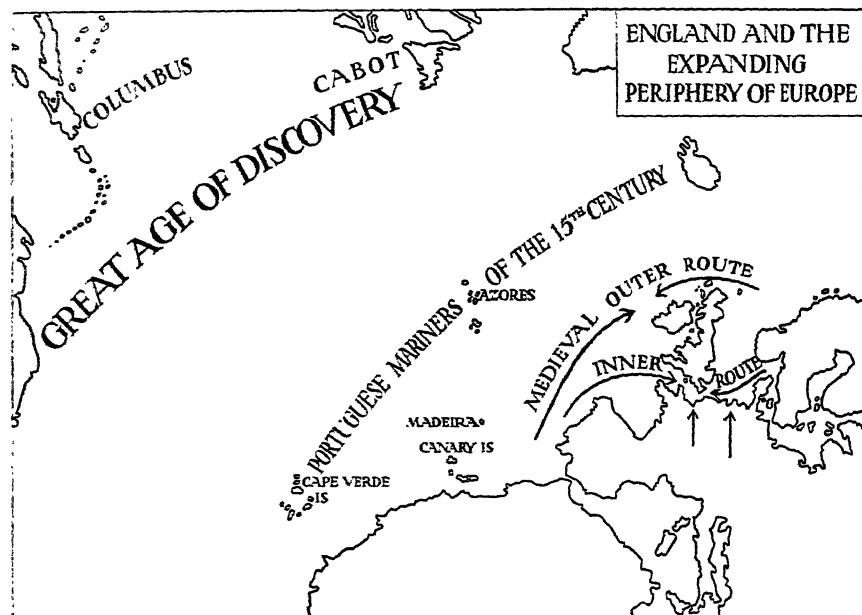 ENGLAND AND THE
EXPANDING
PERIPHERY OF EUROPE
COLUMBUS
CABOT
GREAT AGE OF DISCOVERY
PORTUGUESE MARINERS OF THE 15TH CENTURY
AZORES
MEDIEVAL OUTER ROUTE
INNER ROUTE
MADEIRA
CANARY IS
CAPE VERDE
IS